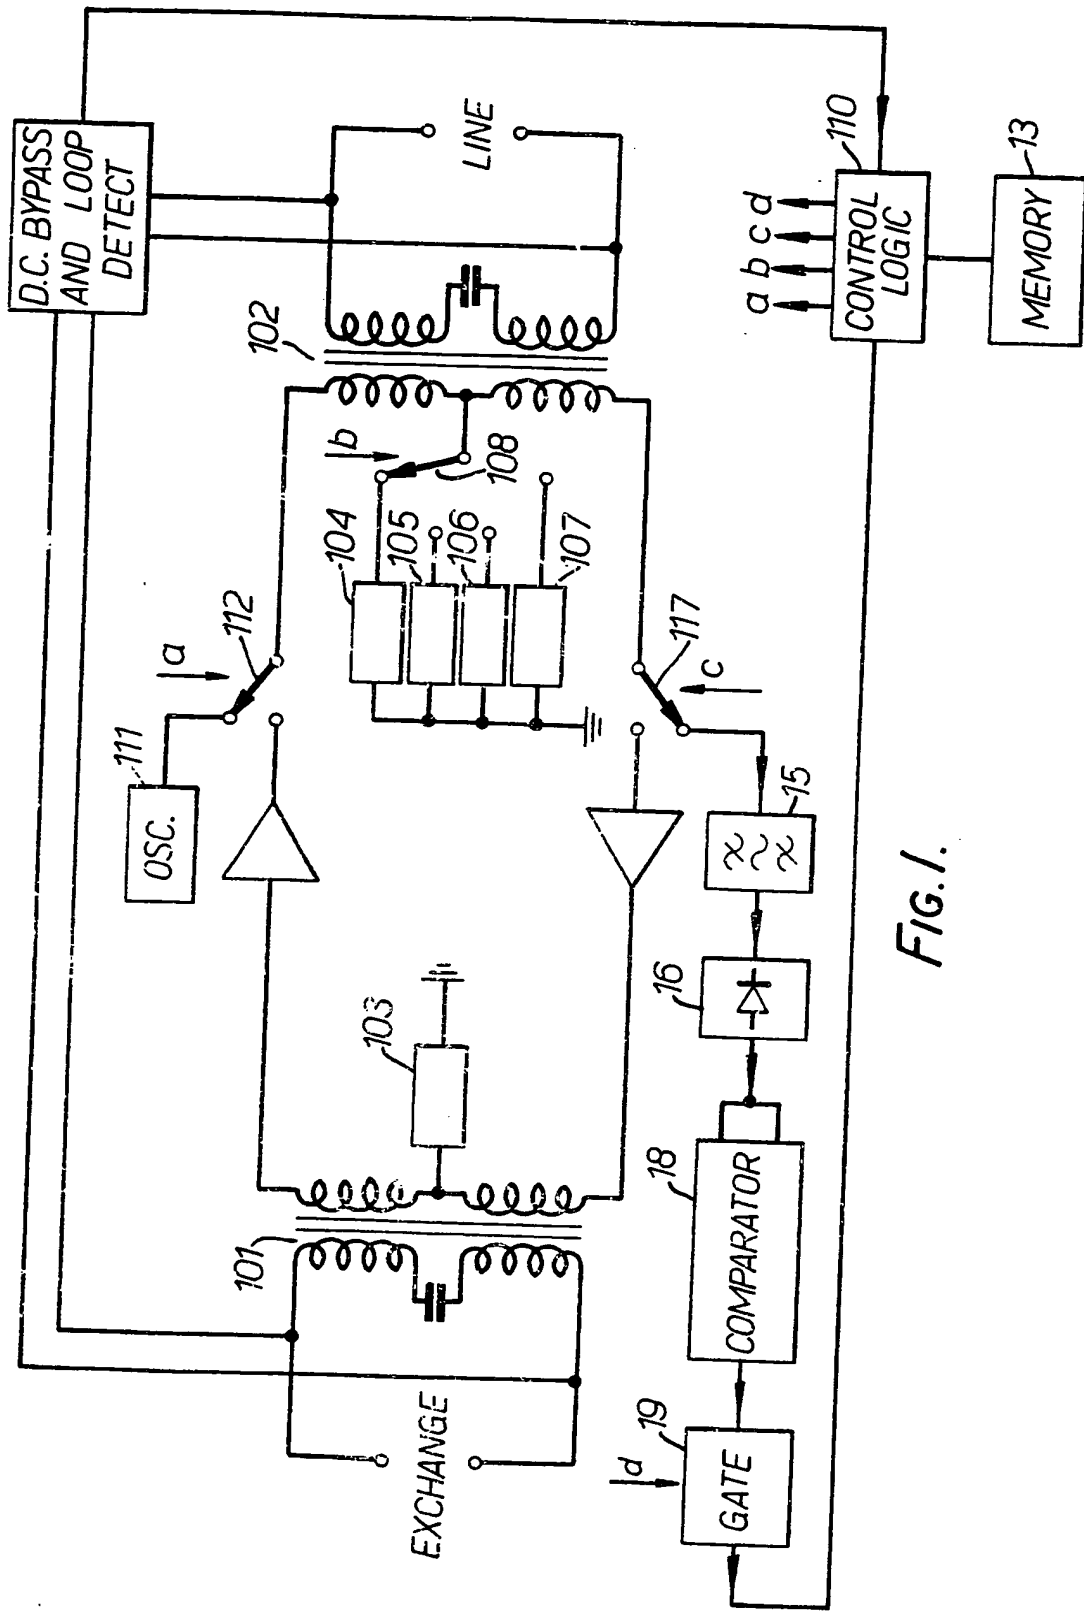 D.C. BYPASS
AND LOOP
DETECT
LINE
102
b
108
104
105
106
107
a
112
111
OSC.
117
c
15
16
103
101
EXCHANGE
18
COMPARATOR
d
19
GATE
a b c d
110
CONTROL
LOGIC
13
MEMORY
FIG. 1.